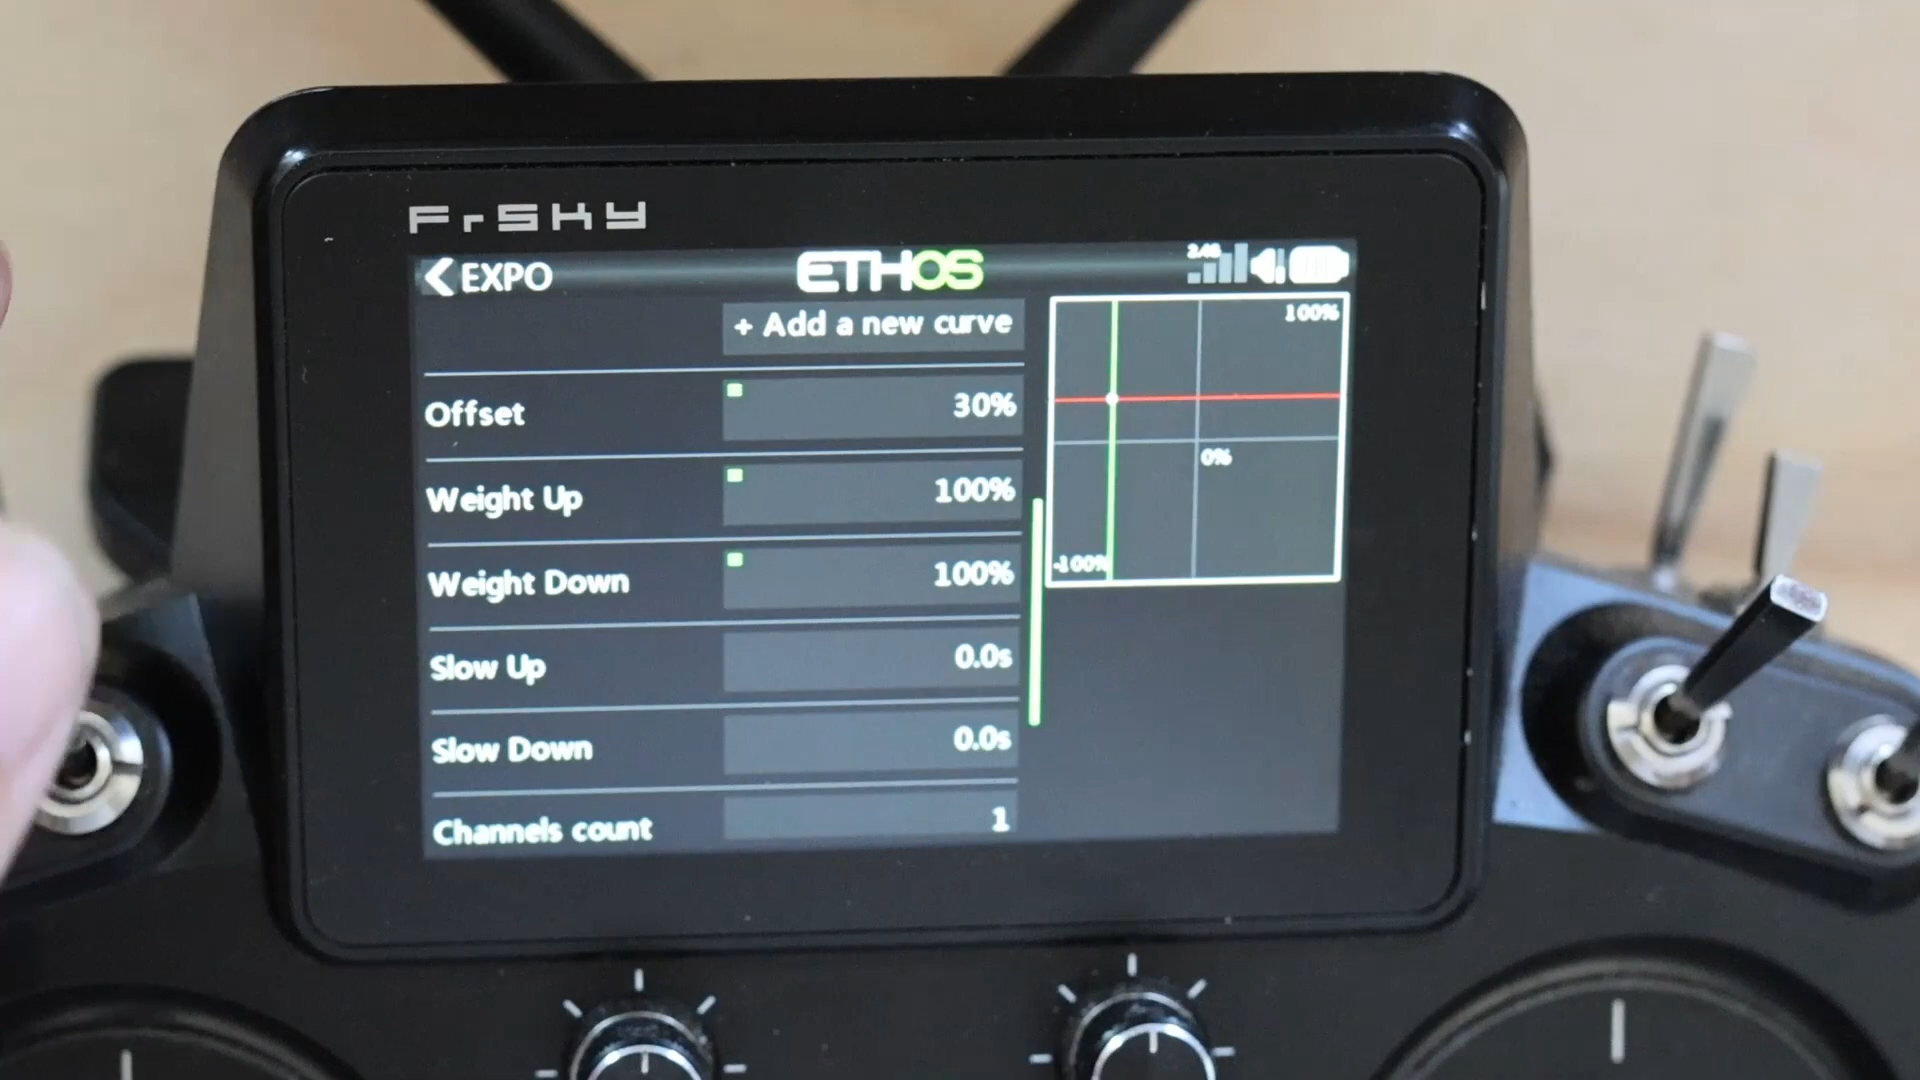 FrSKY
EXPO
ETHOS
2.4G
+ Add a new curve
100%
Offset
30%
Weight Up
100%
0%
Weight Down
100%
-100%
Slow Up
0.0s
Slow Down
0.0s
Channels count
1